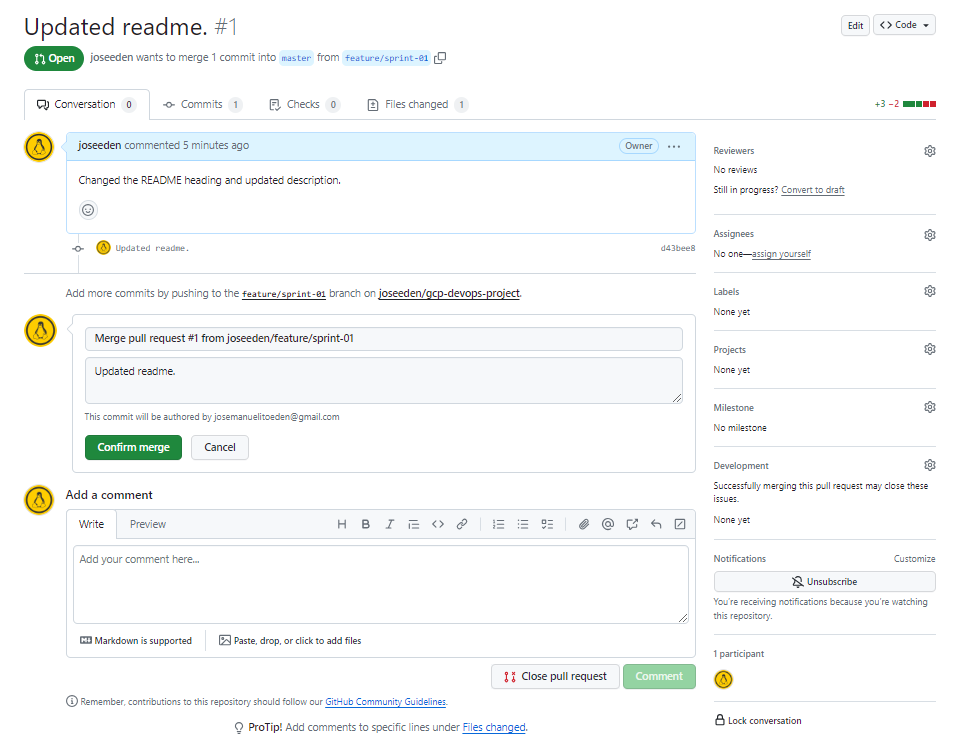 Updated readme. #1
Edit
Code
Open
joseeden wants to merge 1 commit into master from feature/sprint-01
Conversation 0
Commits 1
Checks 0
Files changed 1
+3 −2
joseeden commented 5 minutes ago
Owner
Changed the README heading and updated description.
Updated readme.
d43bee8
Add more commits by pushing to the feature/sprint-01 branch on joseeden/gcp-devops-project.
Merge pull request #1 from joseeden/feature/sprint-01
Updated readme.
This commit will be authored by josemanuelitoeden@gmail.com
Confirm merge
Cancel
Add a comment
Write
Preview
Add your comment here...
Markdown is supported
Paste, drop, or click to add files
Close pull request
Comment
Remember, contributions to this repository should follow our GitHub Community Guidelines.
ProTip! Add comments to specific lines under Files changed.
Reviewers
No reviews
Still in progress? Convert to draft
Assignees
No one—assign yourself
Labels
None yet
Projects
None yet
Milestone
No milestone
Development
Successfully merging this pull request may close these
issues.
None yet
Notifications
Customize
Unsubscribe
You're receiving notifications because you're watching
this repository.
1 participant
Lock conversation